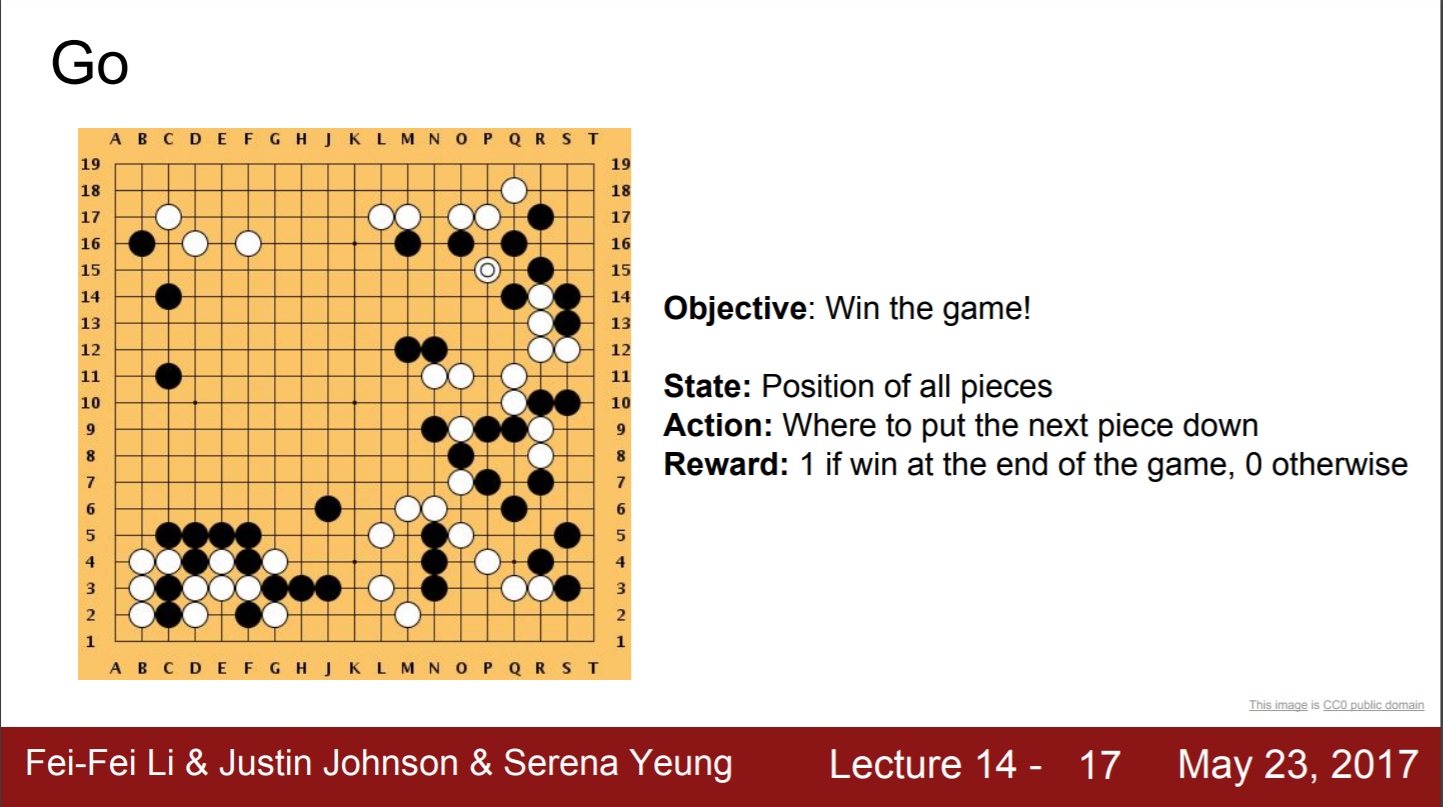 Go
A B C D E F G H J K L M N O P Q R S T
19 19
18 18
17 17
16 16
15 15
14 14
13 13
12 12
11 11
10 10
9 9
8 8
7 7
6 6
5 5
4 4
3 3
2 2
1 1
A B C D E F G H J K L M N O P Q R S T
Objective: Win the game!
State: Position of all pieces
Action: Where to put the next piece down
Reward: 1 if win at the end of the game, 0 otherwise
This image is CC0 public domain
Fei-Fei Li & Justin Johnson & Serena Yeung Lecture 14 - 17 May 23, 2017